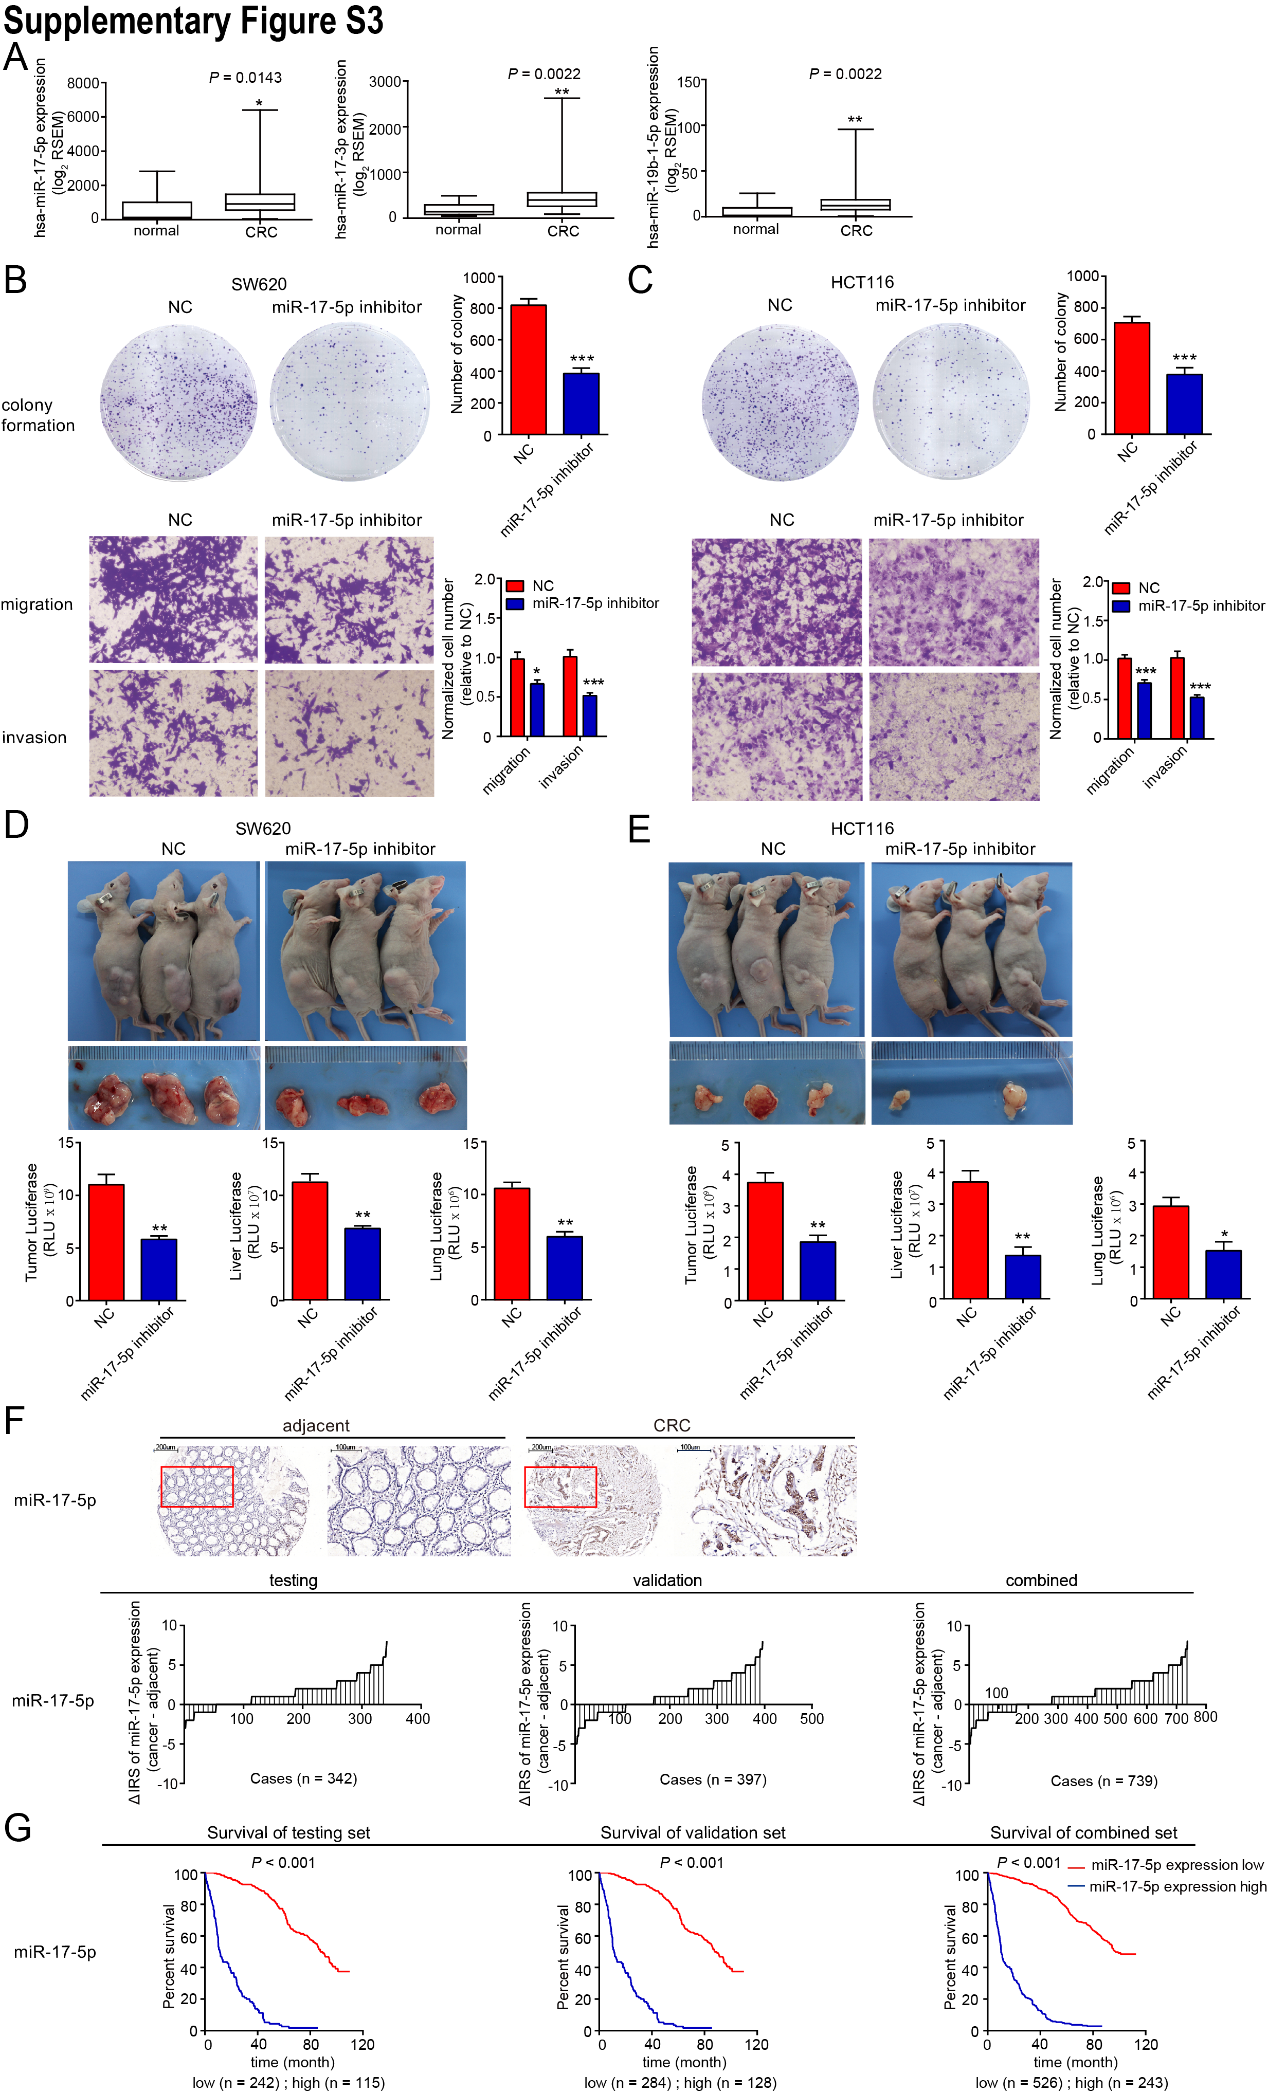 Supplementary Figure S3
A
hsa-miR-17-5p expression
(log2 RSEM)
8000
6000
4000
2000
0
P = 0.0143
*
normal
CRC
hsa-miR-17-3p expression
(log2 RSEM)
3000
2000
1000
0
P = 0.0022
**
normal
CRC
hsa-miR-19b-1-5p expression
(log2 RSEM)
150
100
50
0
P = 0.0022
**
normal
CRC
B
SW620
NC
miR-17-5p inhibitor
colony
formation
Number of colony
1000
800
600
400
200
0
***
NC
miR-17-5p inhibitor
NC
miR-17-5p inhibitor
migration
invasion
Normalized cell number
(relative to NC)
2.0
1.5
1.0
0.5
0
NC
miR-17-5p inhibitor
*
***
migration
invasion
C
HCT116
NC
miR-17-5p inhibitor
Number of colony
1000
800
600
400
200
0
***
NC
miR-17-5p inhibitor
NC
miR-17-5p inhibitor
Normalized cell number
(relative to NC)
2.0
1.5
1.0
0.5
0
NC
miR-17-5p inhibitor
***
***
migration
invasion
D
SW620
NC
miR-17-5p inhibitor
Tumor Luciferase
(RLU x 10⁹)
15
10
5
0
**
NC
miR-17-5p inhibitor
Liver Luciferase
(RLU x 10⁷)
15
10
5
0
**
NC
miR-17-5p inhibitor
Lung Luciferase
(RLU x 10⁶)
15
10
5
0
**
NC
miR-17-5p inhibitor
E
HCT116
NC
miR-17-5p inhibitor
Tumor Luciferase
(RLU x 10⁹)
5
4
3
2
1
0
**
NC
miR-17-5p inhibitor
Liver Luciferase
(RLU x 10⁷)
5
4
3
2
1
0
**
NC
miR-17-5p inhibitor
Lung Luciferase
(RLU x 10⁶)
5
4
3
2
1
0
*
NC
miR-17-5p inhibitor
F
adjacent
CRC
200um
100um
200um
100um
miR-17-5p
testing
validation
combined
miR-17-5p
Δ IRS of miR-17-5p expression
(cancer - adjacent)
10
5
0
-5
-10
100
200
300
400
Cases (n = 342)
Δ IRS of miR-17-5p expression
(cancer - adjacent)
10
5
0
-5
-10
100
200
300
400
500
Cases (n = 397)
Δ IRS of miR-17-5p expression
(cancer - adjacent)
10
5
0
-5
-10
100
200
300
400
500
600
700
800
Cases (n = 739)
G
Survival of testing set
Survival of validation set
Survival of combined set
miR-17-5p
P < 0.001
Percent survival
100
80
60
40
20
0
0
40
80
120
time (month)
low (n = 242) ; high (n = 115)
P < 0.001
Percent survival
100
80
60
40
20
0
0
40
80
120
time (month)
low (n = 284) ; high (n = 128)
P < 0.001
miR-17-5p expression low
miR-17-5p expression high
Percent survival
100
80
60
40
20
0
0
40
80
120
time (month)
low (n = 526) ; high (n = 243)